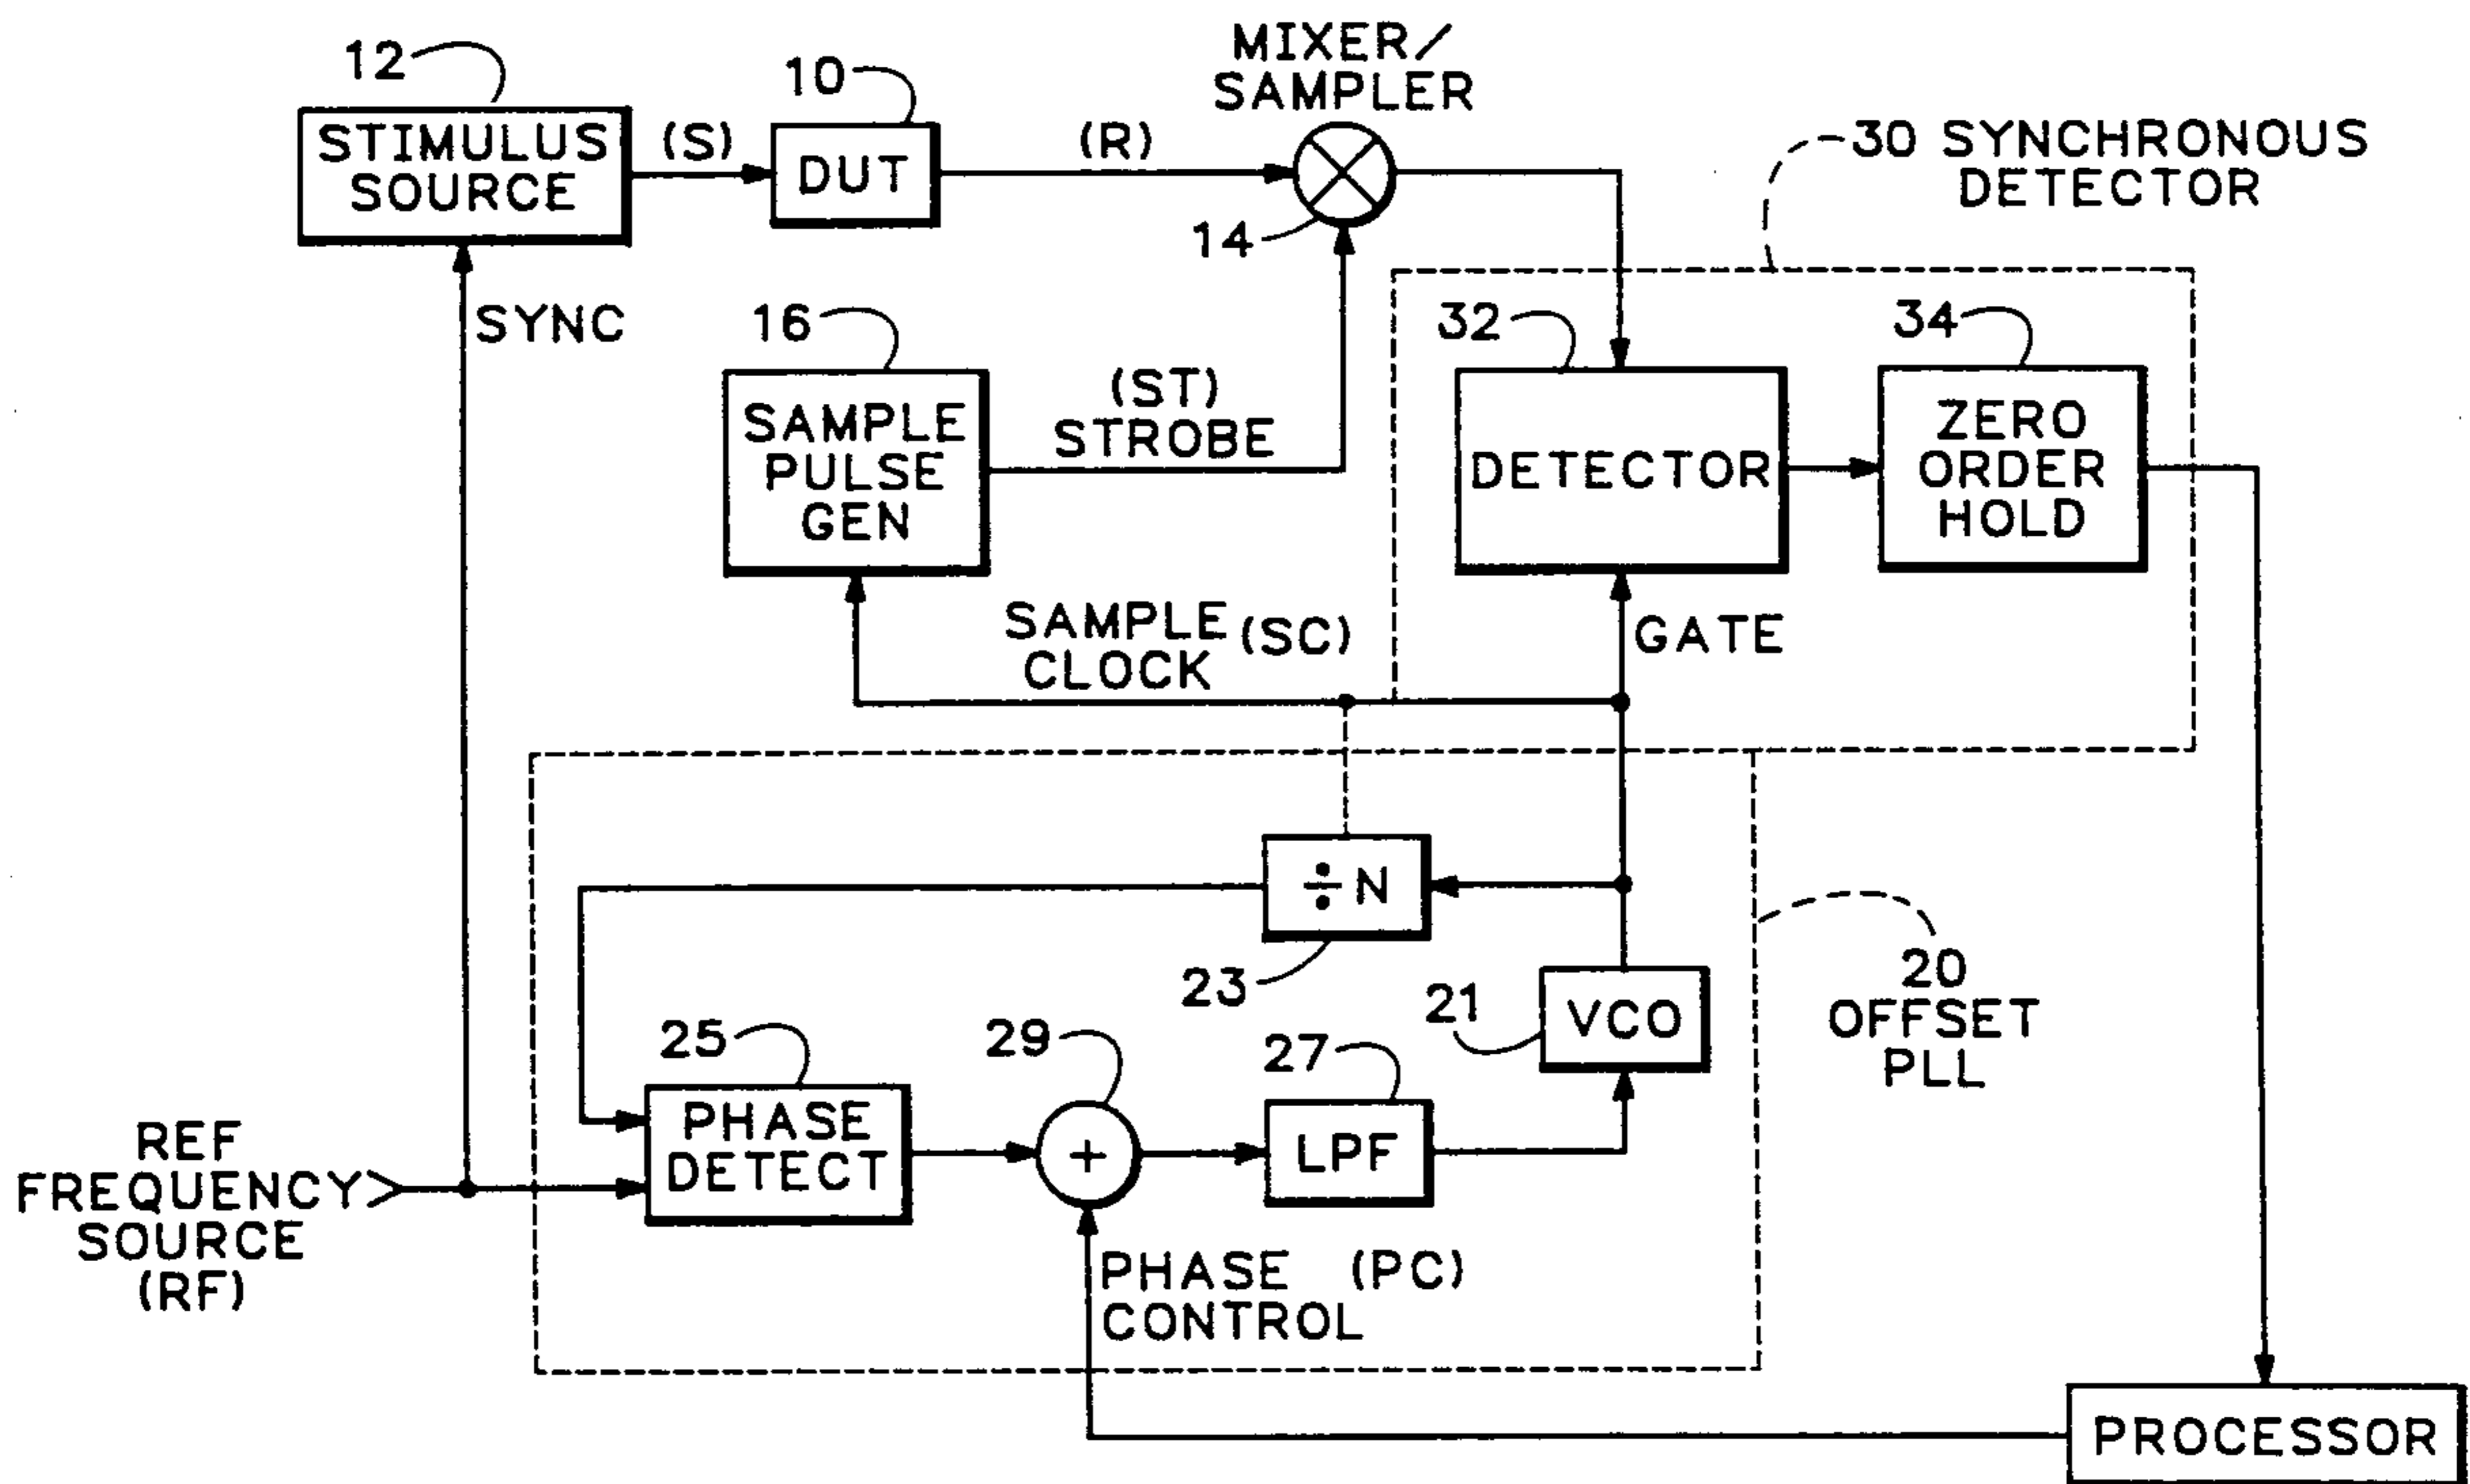 12
STIMULUS
SOURCE
(S)
10
DUT
(R)
MIXER/
SAMPLER
14
30 SYNCHRONOUS
DETECTOR
SYNC
16
SAMPLE
PULSE
GEN
(ST)
STROBE
32
DETECTOR
34
ZERO
ORDER
HOLD
SAMPLE (SC)
CLOCK
GATE
÷ N
23
21
VCO
20
OFFSET
PLL
25
PHASE
DETECT
29
+
27
LPF
REF
FREQUENCY
SOURCE
(RF)
PHASE (PC)
CONTROL
PROCESSOR